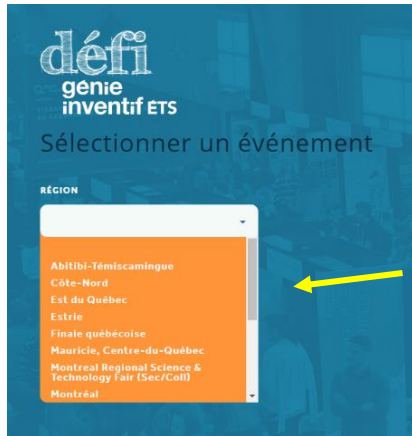 défi
génie
inventif ÉTS
Sélectionner un événement
RÉGION
Abitibi-Témiscamingue
Côte-Nord
Est du Québec
Estrie
Finale québécoise
Mauricie, Centre-du-Québec
Montreal Regional Science &
Technology Fair (Sec/Coll)
Montréal